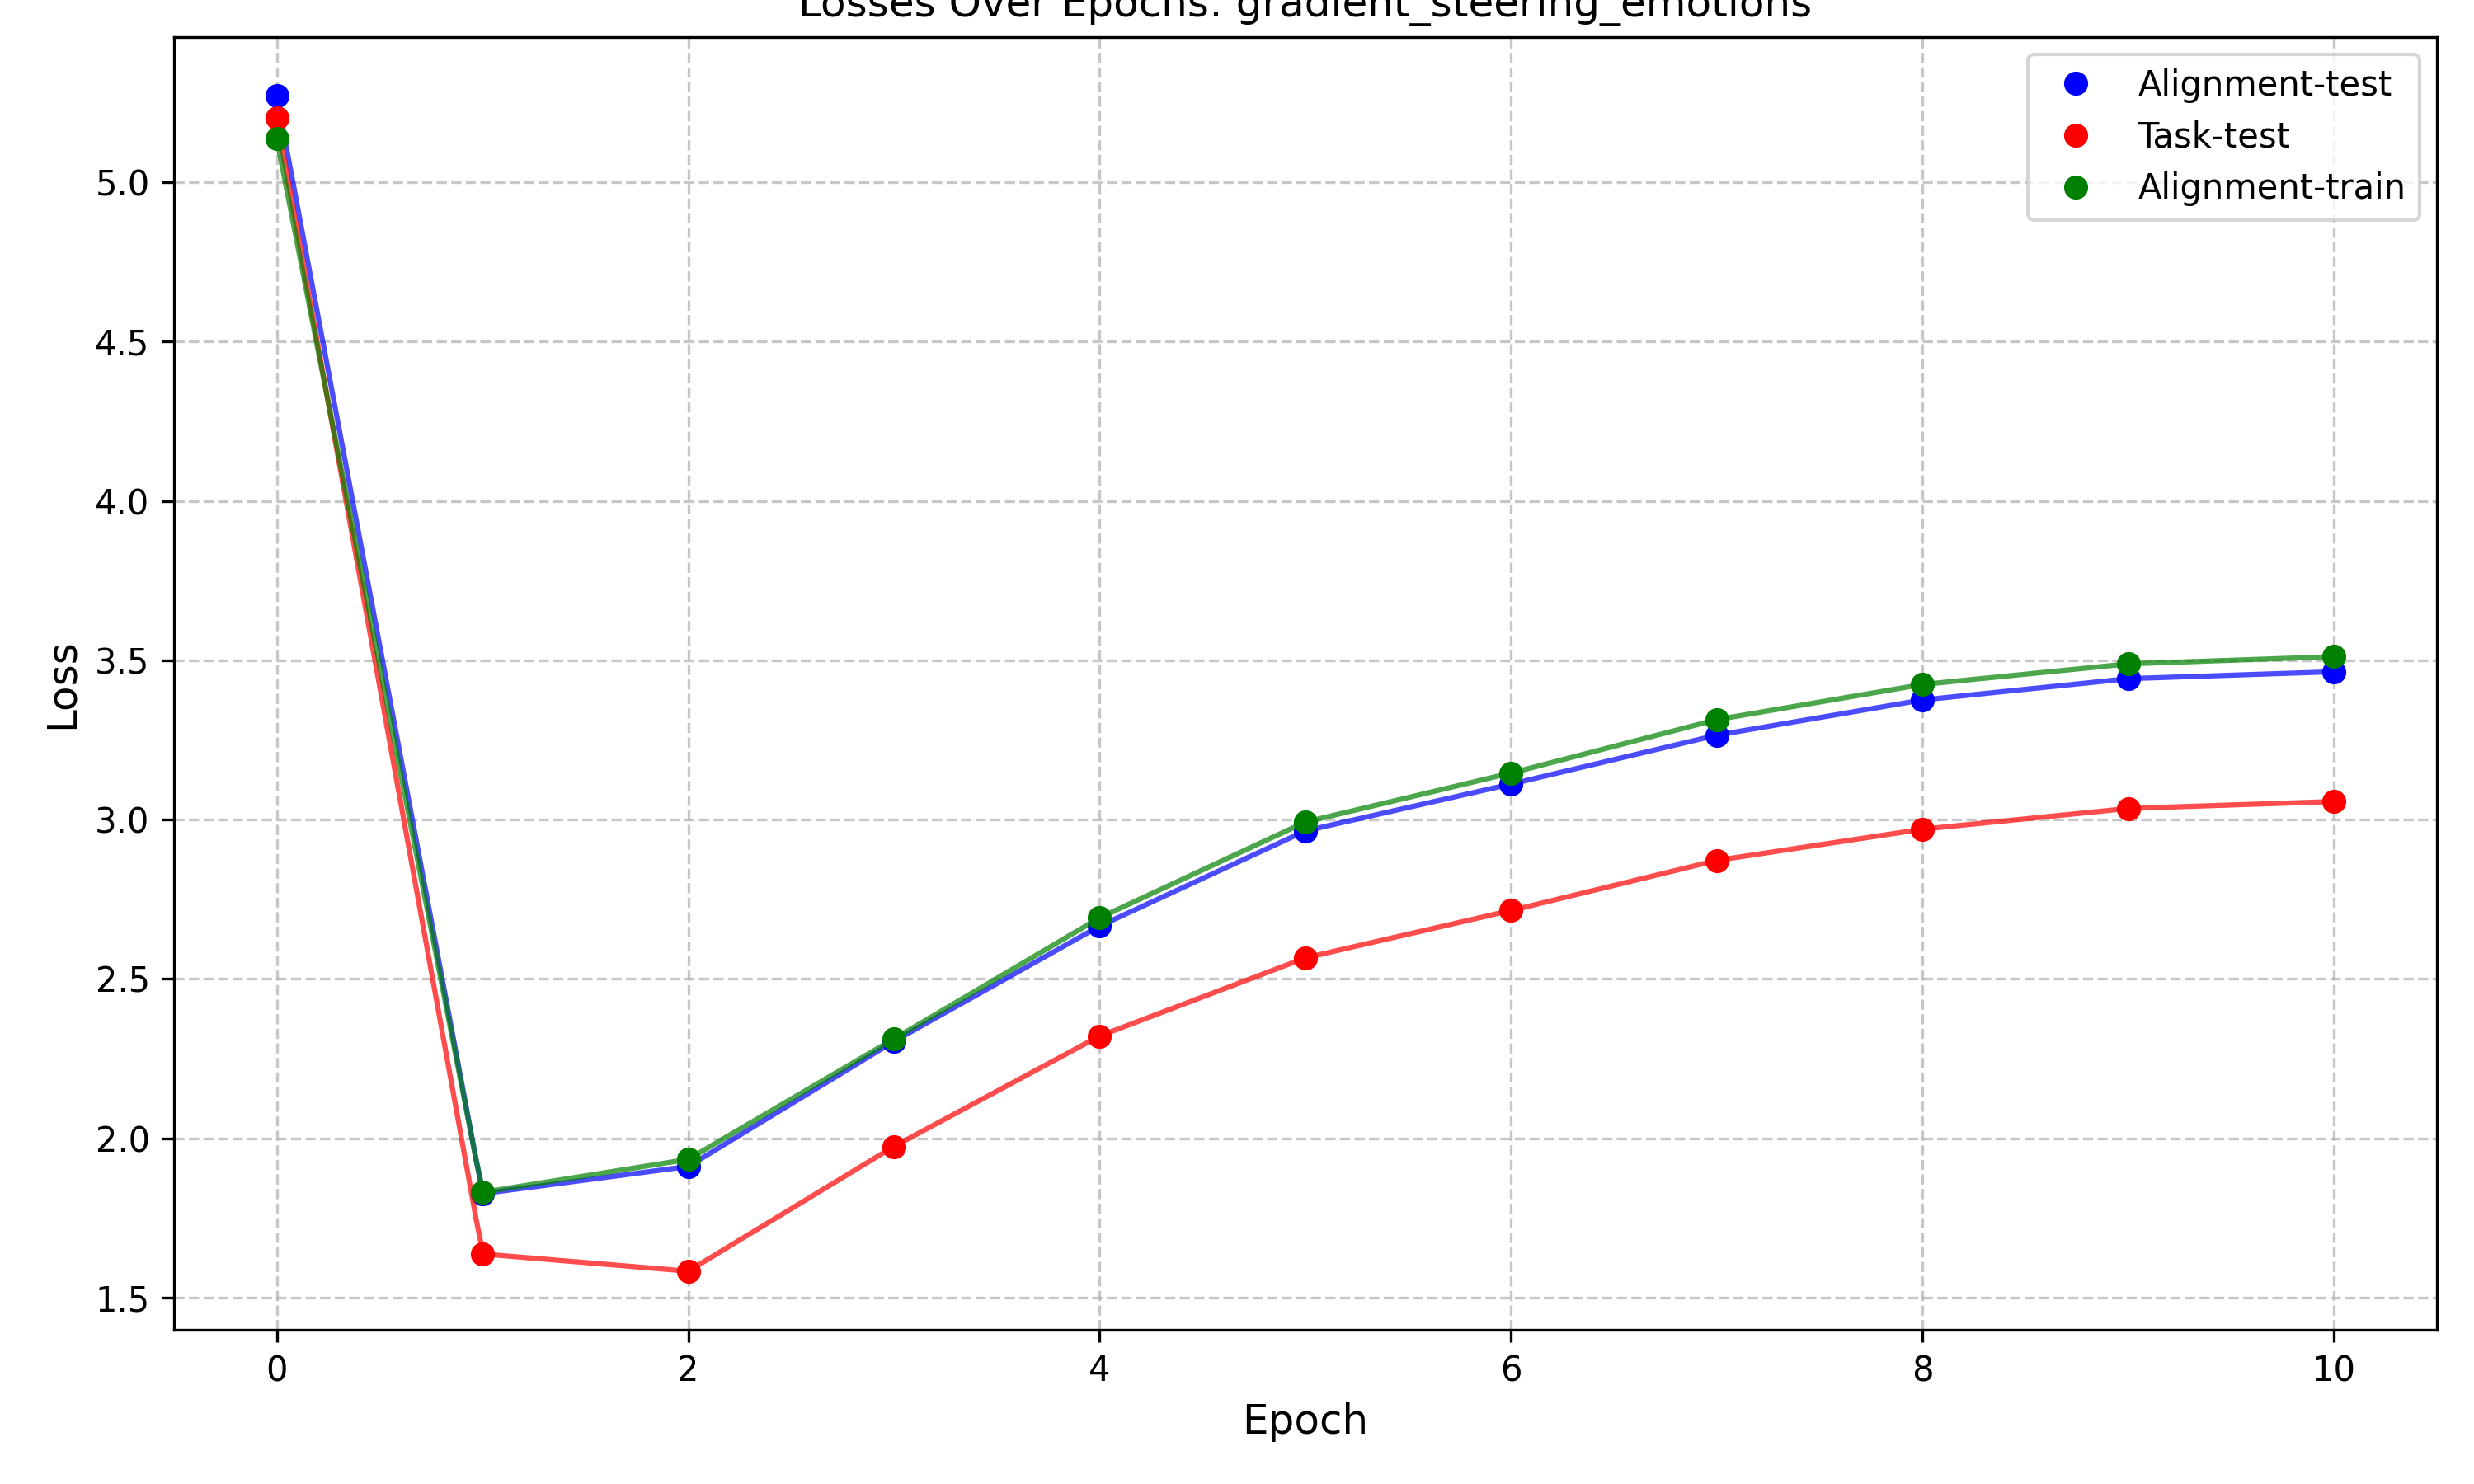 Losses Over Epochs: gradient_steering_emotions
Alignment-test
Task-test
Alignment-train
5.0
4.5
4.0
3.5
3.0
2.5
2.0
1.5
Loss
0 2 4 6 8 10
Epoch